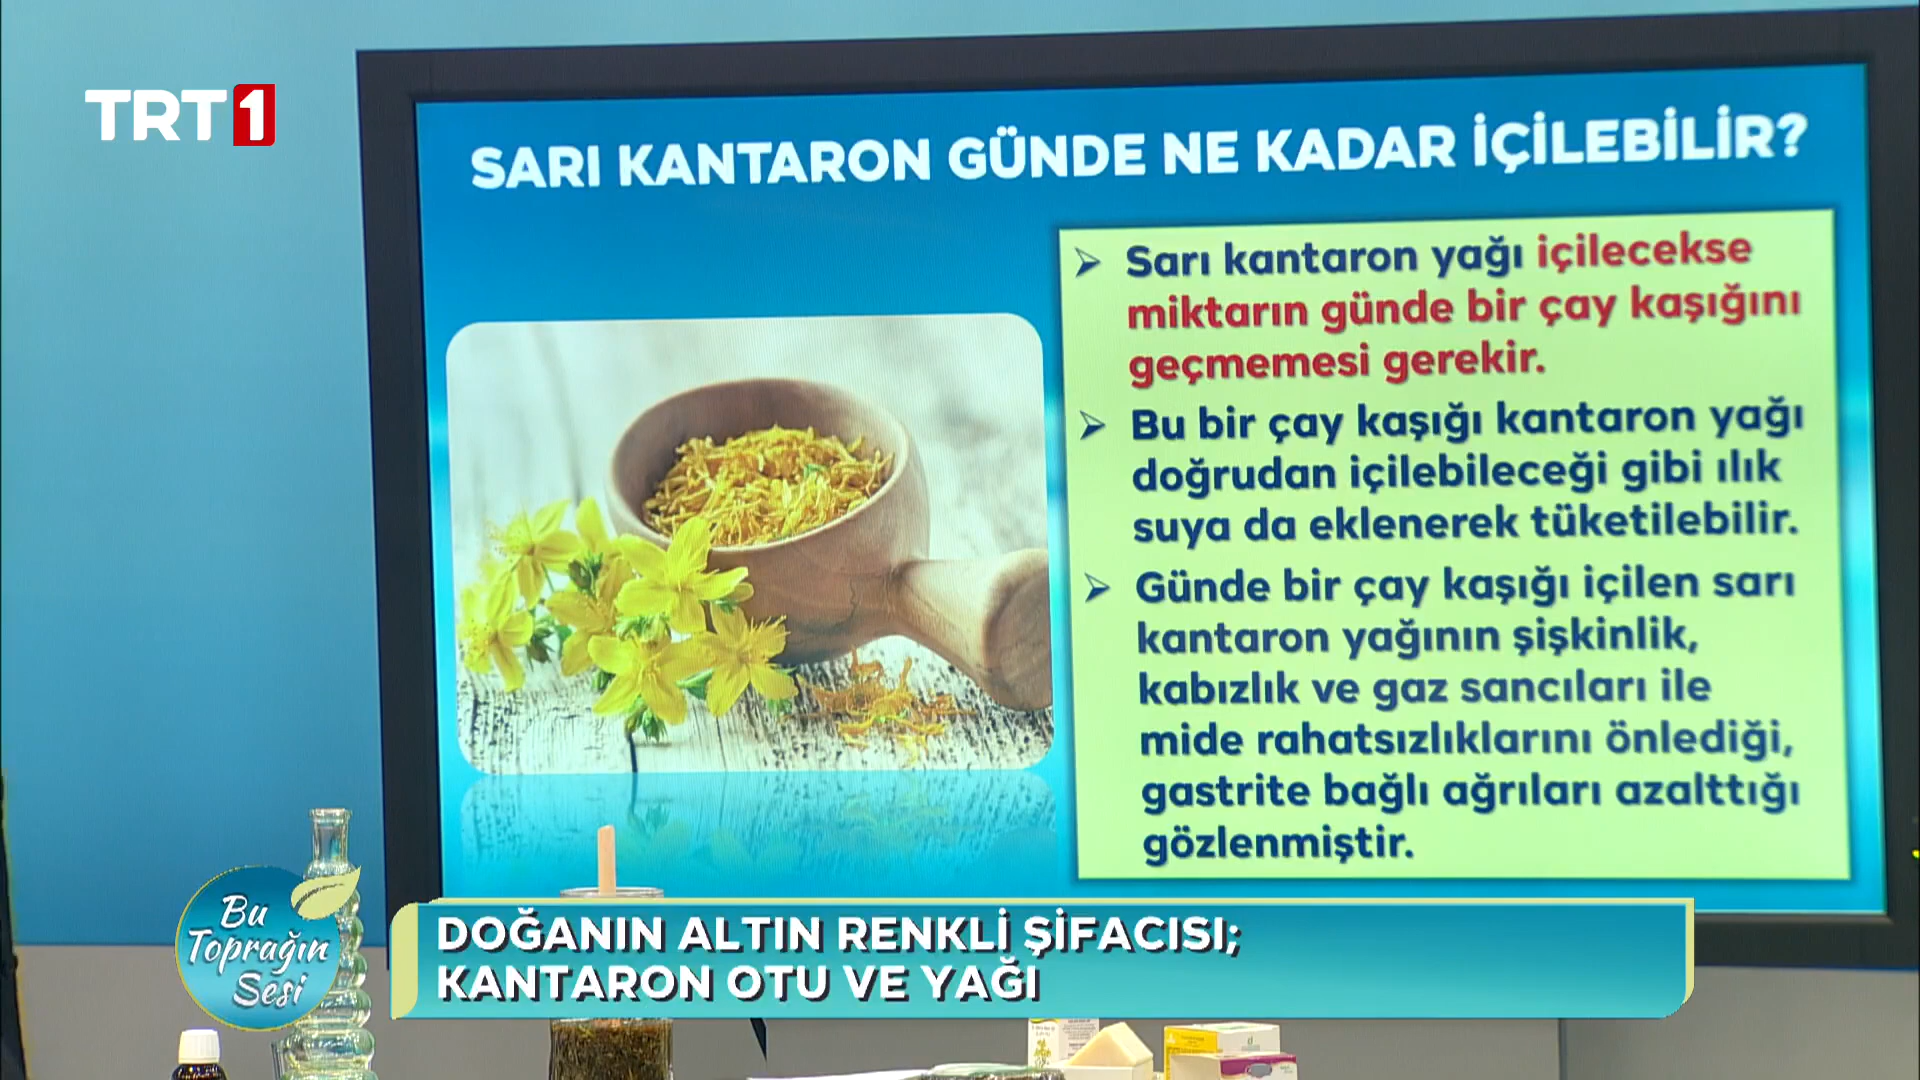 TRT 1
SARI KANTARON GÜNDE NE KADAR İÇİLEBİLİR?
Sarı kantaron yağı içilecekse
miktarın günde bir çay kaşığını
geçmemesi gerekir.
Bu bir çay kaşığı kantaron yağı
doğrudan içilebileceği gibi ılık
suya da eklenerek tüketilebilir.
Günde bir çay kaşığı içilen sarı
kantaron yağının şişkinlik,
kabızlık ve gaz sancıları ile
mide rahatsızlıklarını önlediği,
gastrite bağlı ağrıları azalttığı
gözlenmiştir.
Bu
Toprağın
Sesi
DOĞANIN ALTIN RENKLİ ŞİFACISI;
KANTARON OTU VE YAĞI